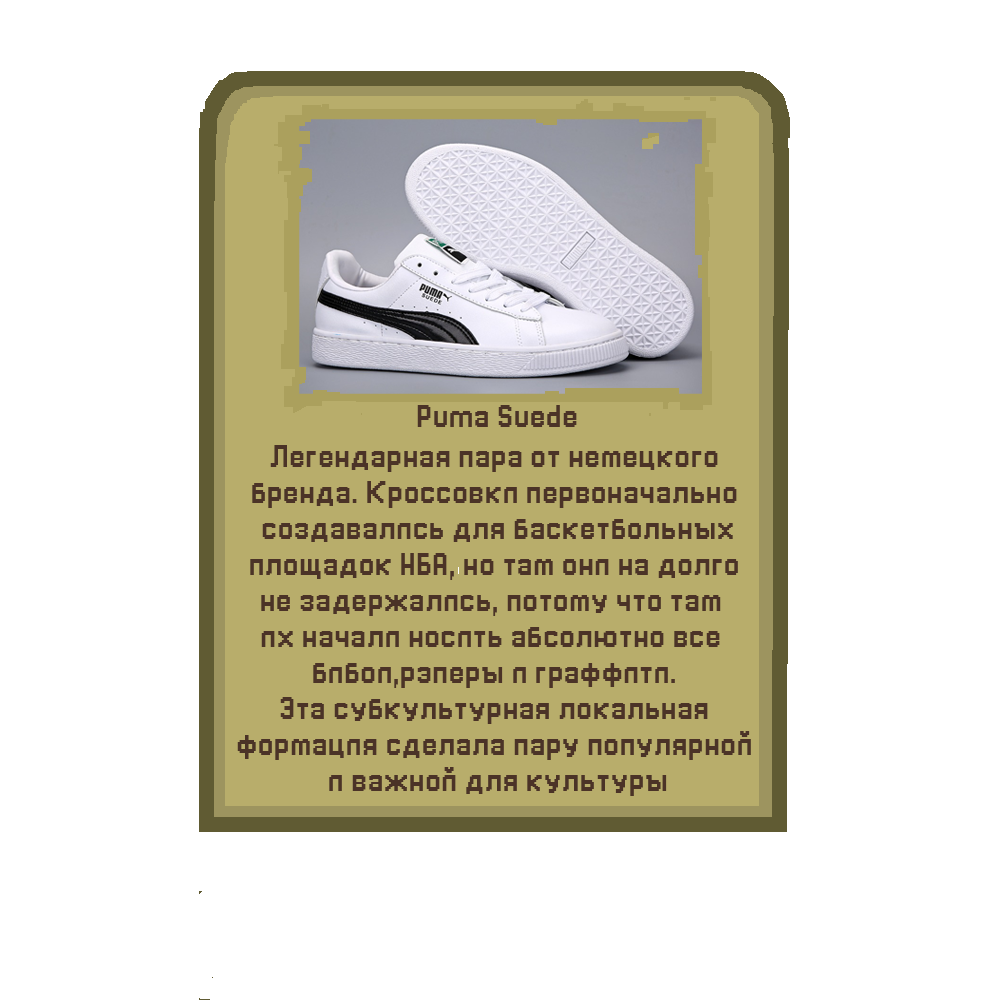 PUMA
SUEDE
Puma Suede
Легендарная пара от немецкого
бренда. Кроссовки первоначально
создавались для баскетбольных
площадок НБА, но там они на долго
не задержались, потому что там
их начали носить абсолютно все
бибои,рэперы и граффити.
Эта субкультурная локальная
формация сделала пару популярной
и важной для культуры